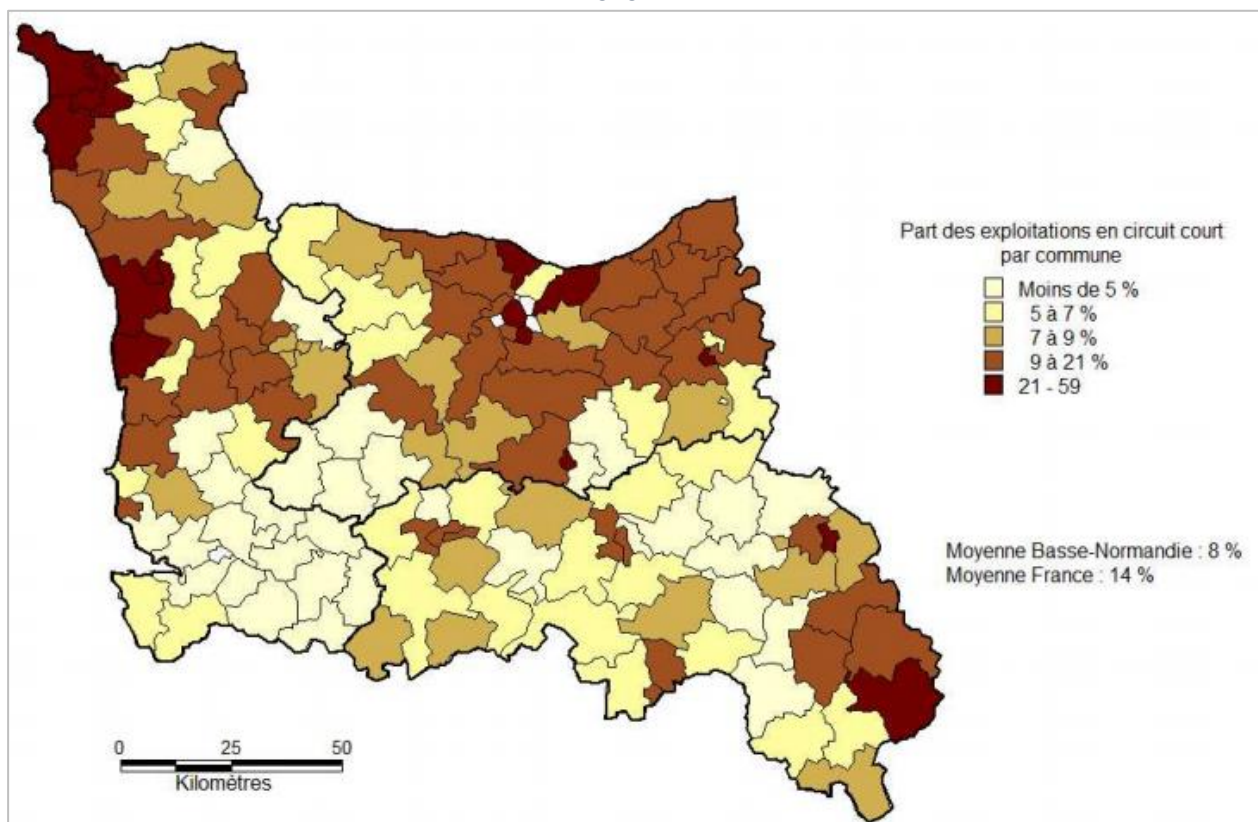 Part des exploitations en circuit court
par commune
Moins de 5 %
5 à 7 %
7 à 9 %
9 à 21 %
21 - 59
Moyenne Basse-Normandie : 8 %
Moyenne France : 14 %
0 25 50
Kilomètres